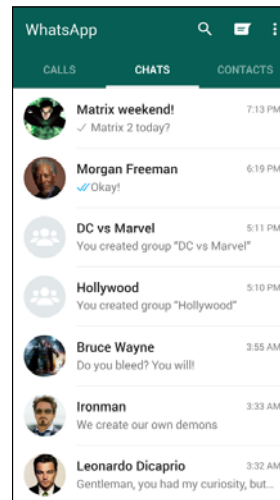 WhatsApp
CALLS CHATS CONTACTS
Matrix weekend! 7:13 PM
Matrix 2 today?
Morgan Freeman 6:19 PM
Okay!
DC vs Marvel 5:11 PM
You created group "DC vs Marvel"
Hollywood 5:10 PM
You created group "Hollywood"
Bruce Wayne 3:55 AM
Do you bleed? You will!
Ironman 3:33 AM
We create our own demons
Leonardo Dicaprio 3:32 AM
Gentleman, you had my curiosity, but...